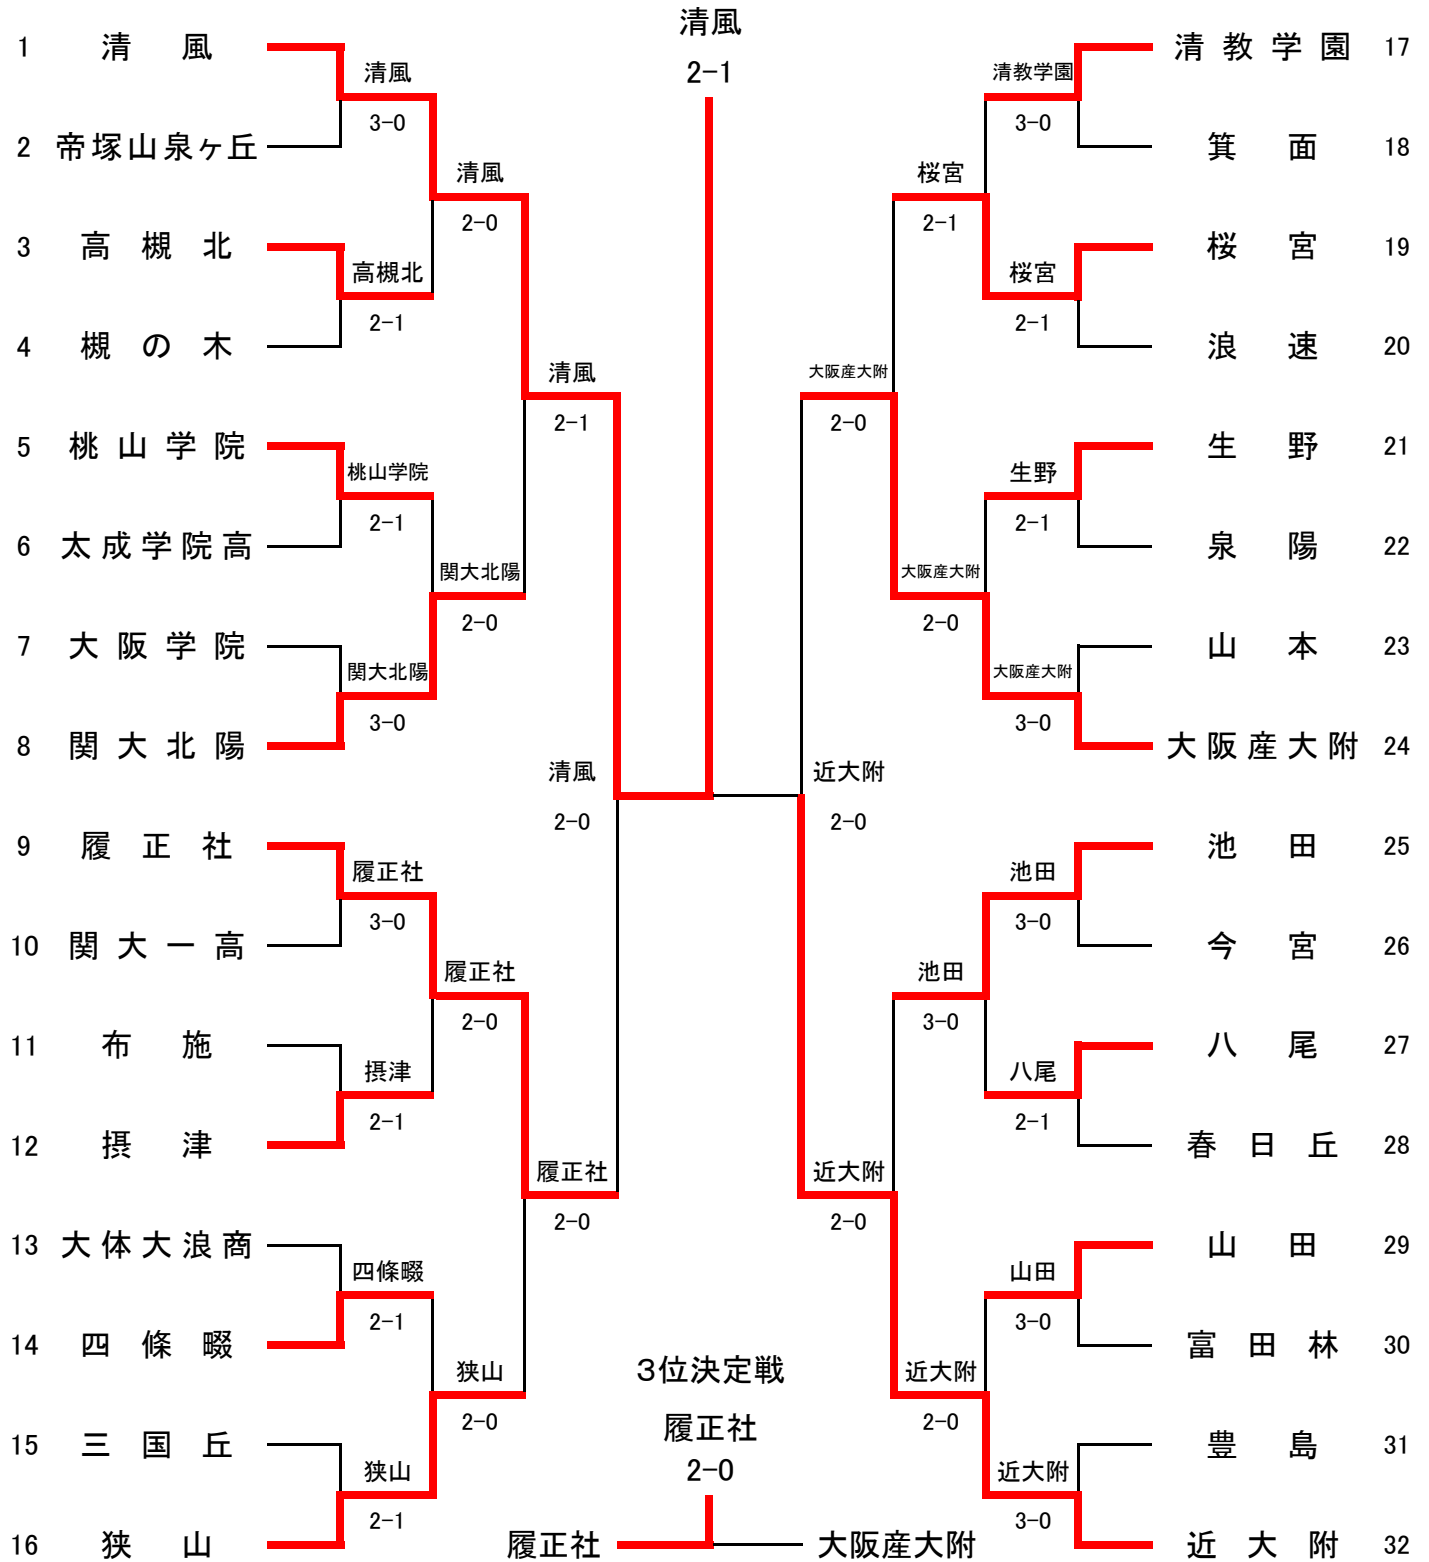 清風
2-1
1 清風
清風
3-0
2 帝塚山泉ヶ丘
清風
2-0
3 高槻北
高槻北
2-1
4 槻の木
清風
2-1
5 桃山学院
桃山学院
2-1
6 太成学院高
関大北陽
2-0
7 大阪学院
関大北陽
3-0
8 関大北陽
清風
2-0
9 履正社
履正社
3-0
10 関大一高
履正社
2-0
11 布施
摂津
2-1
12 摂津
履正社
2-0
13 大体大浪商
四條畷
2-1
14 四條畷
狭山
2-0
15 三国丘
狭山
2-1
16 狭山
清教学園 17
清教学園
3-0
箕面 18
桜宮
2-1
桜宮 19
桜宮
2-1
浪速 20
大阪産大附
2-0
生野 21
生野
2-1
泉陽 22
大阪産大附
2-0
山本 23
大阪産大附
3-0
大阪産大附 24
近大附
2-0
池田 25
池田
3-0
今宮 26
池田
3-0
八尾 27
八尾
2-1
春日丘 28
近大附
2-0
山田 29
山田
3-0
富田林 30
近大附
2-0
豊島 31
近大附
3-0
近大附 32
3位決定戦
履正社
2-0
履正社 大阪産大附